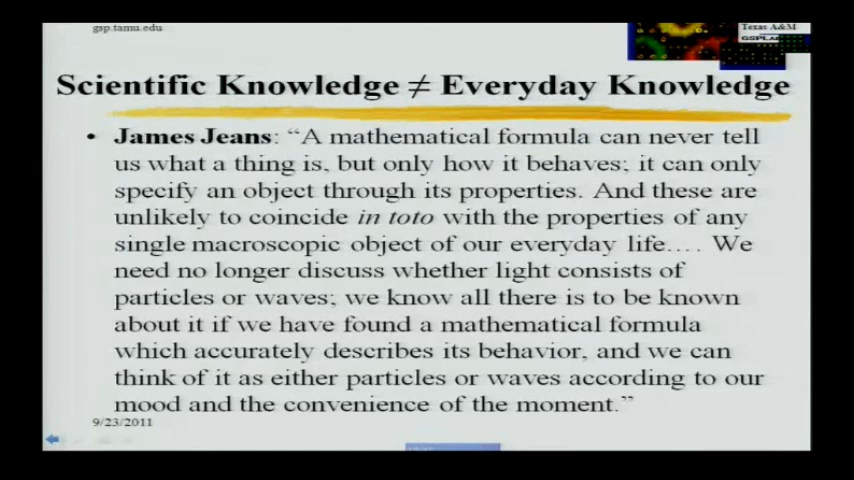 gsp.tamu.edu
Texas A&M
GSPLab
Scientific Knowledge ≠ Everyday Knowledge
• James Jeans: “A mathematical formula can never tell
us what a thing is, but only how it behaves; it can only
specify an object through its properties. And these are
unlikely to coincide in toto with the properties of any
single macroscopic object of our everyday life…. We
need no longer discuss whether light consists of
particles or waves; we know all there is to be known
about it if we have found a mathematical formula
which accurately describes its behavior, and we can
think of it as either particles or waves according to our
mood and the convenience of the moment.”
9/23/2011